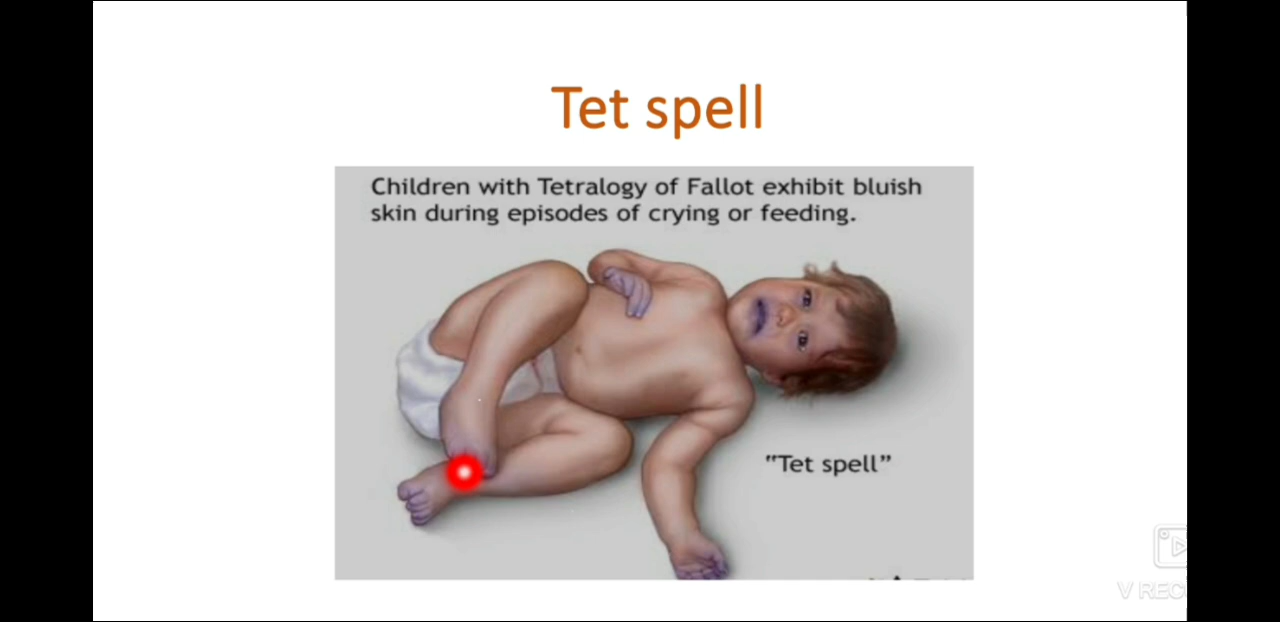 Tet spell
Children with Tetralogy of Fallot exhibit bluish
skin during episodes of crying or feeding.
"Tet spell"
V REC